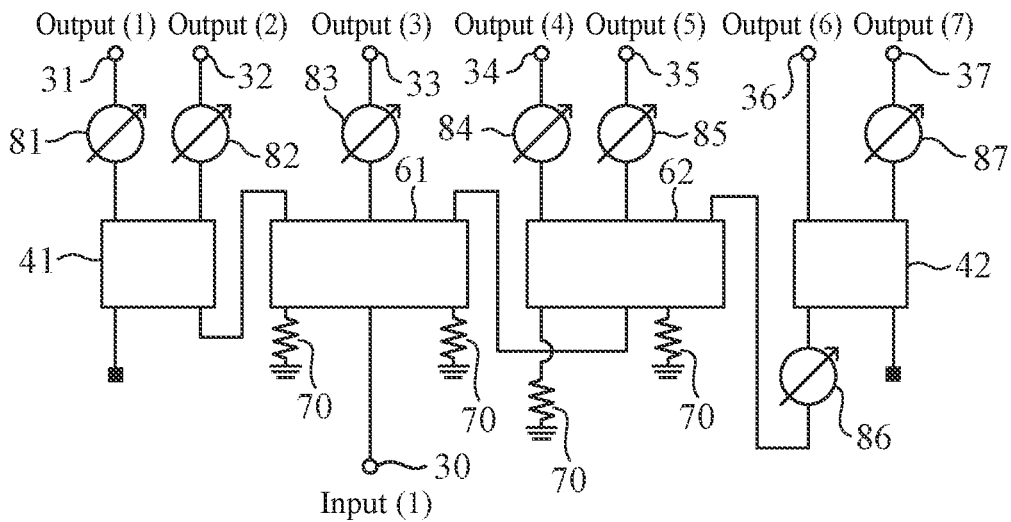 Output (1) Output (2) Output (3) Output (4) Output (5) Output (6) Output (7)
31 32 33 34 35 36 37
81 82 83 84 85 87
61 62
41 42
70 70 70 70 86
30
Input (1)